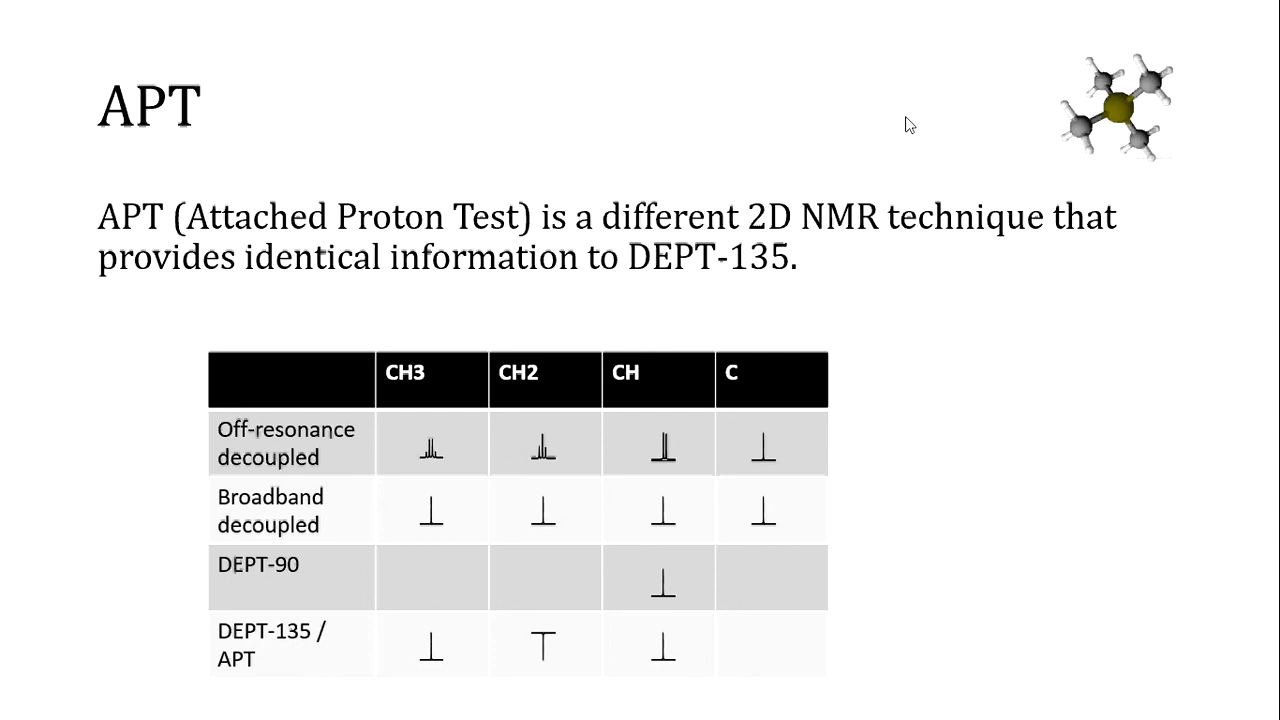 APT
APT (Attached Proton Test) is a different 2D NMR technique that
provides identical information to DEPT-135.
CH3 CH2 CH C
Off-resonance
decoupled
Broadband
decoupled
DEPT-90
DEPT-135 /
APT